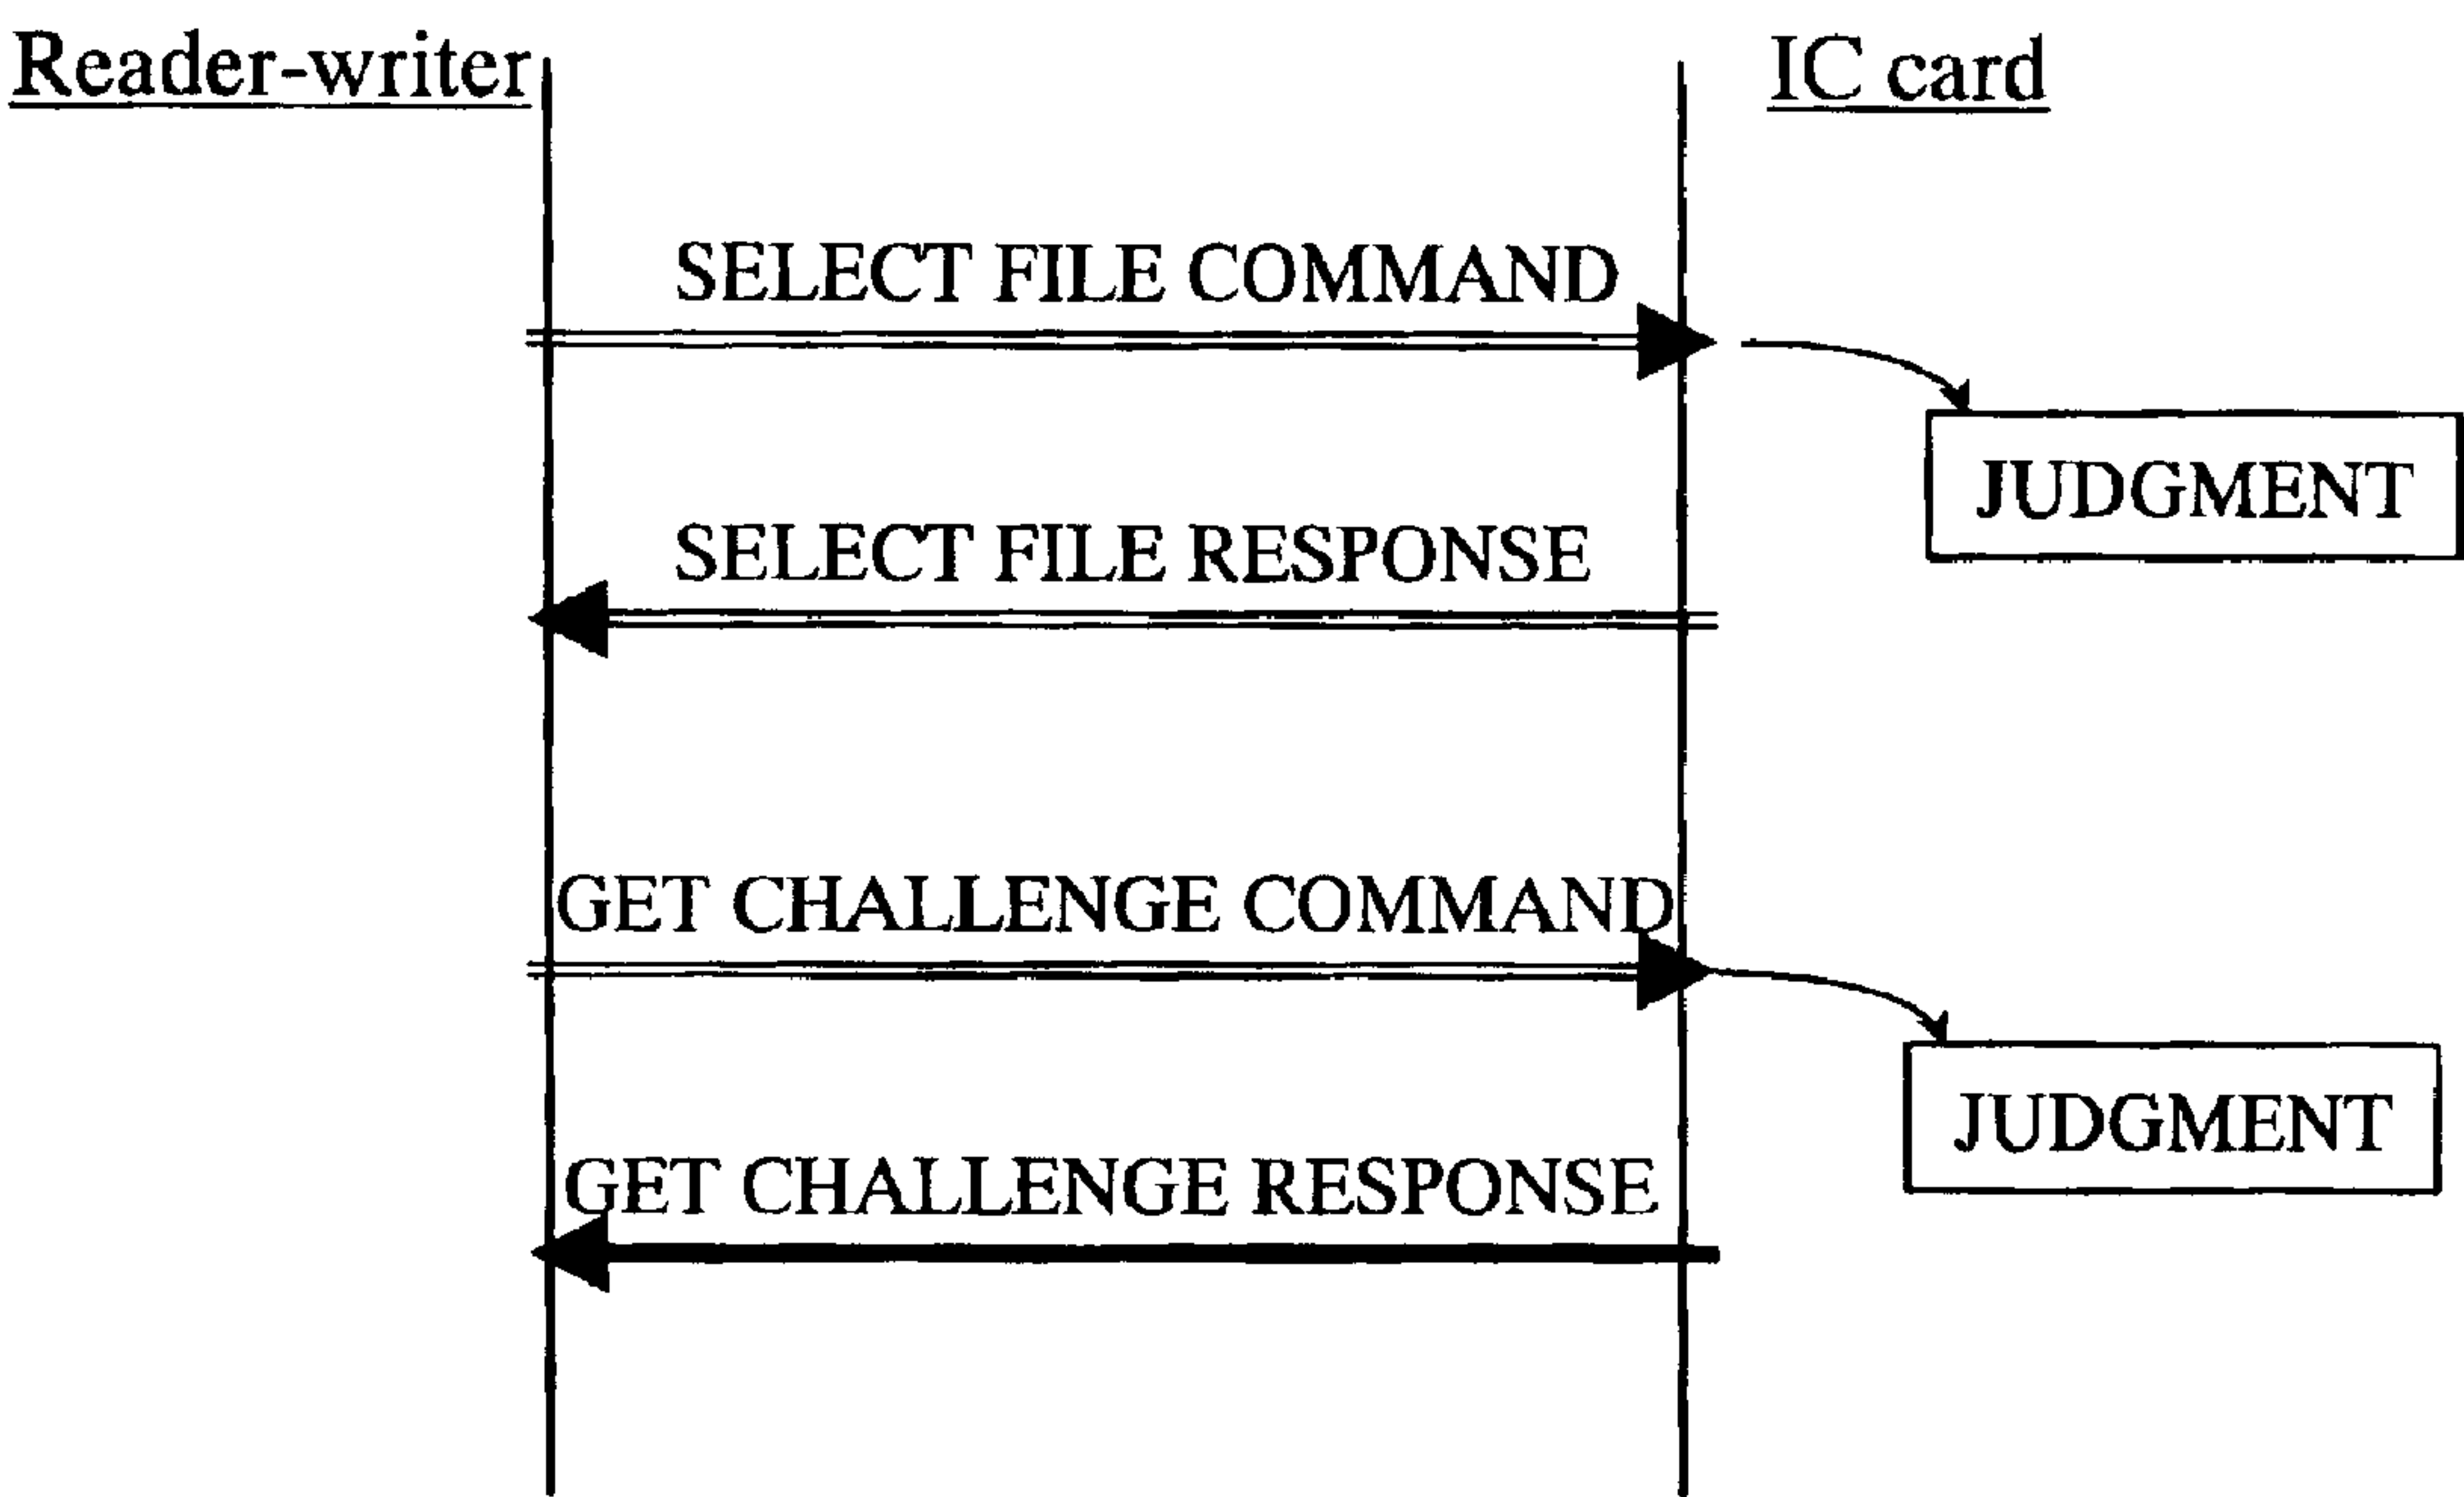 Reader-writer
IC card
SELECT FILE COMMAND
JUDGMENT
SELECT FILE RESPONSE
GET CHALLENGE COMMAND
JUDGMENT
GET CHALLENGE RESPONSE